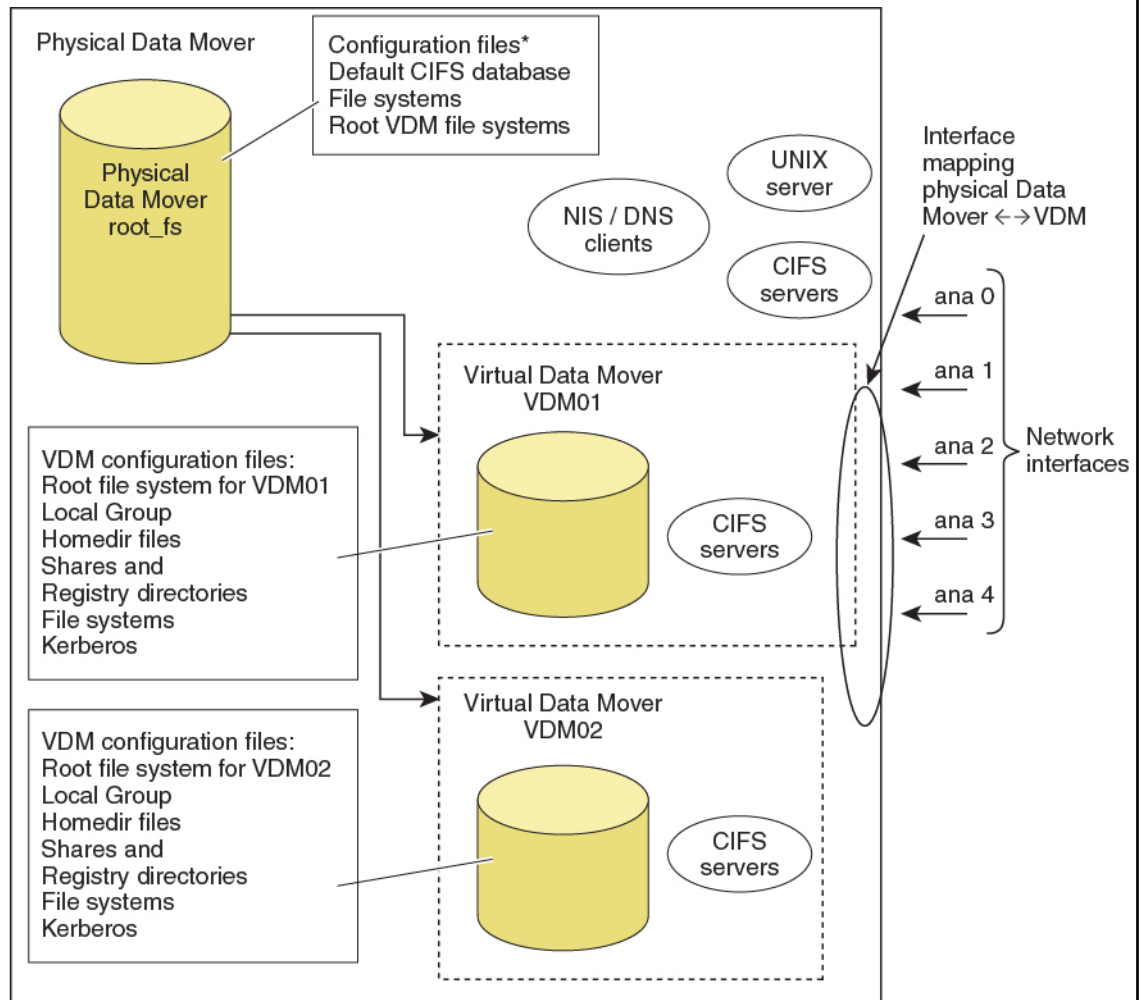 Physical Data Mover
Configuration files*
Default CIFS database
File systems
Root VDM file systems
Physical
Data Mover
root_fs
NIS / DNS
clients
UNIX
server
CIFS
servers
Interface
mapping
physical Data
Mover ←→VDM
ana 0
ana 1
ana 2
ana 3
ana 4
Network
interfaces
Virtual Data Mover
VDM01
CIFS
servers
VDM configuration files:
Root file system for VDM01
Local Group
Homedir files
Shares and
Registry directories
File systems
Kerberos
Virtual Data Mover
VDM02
CIFS
servers
VDM configuration files:
Root file system for VDM02
Local Group
Homedir files
Shares and
Registry directories
File systems
Kerberos